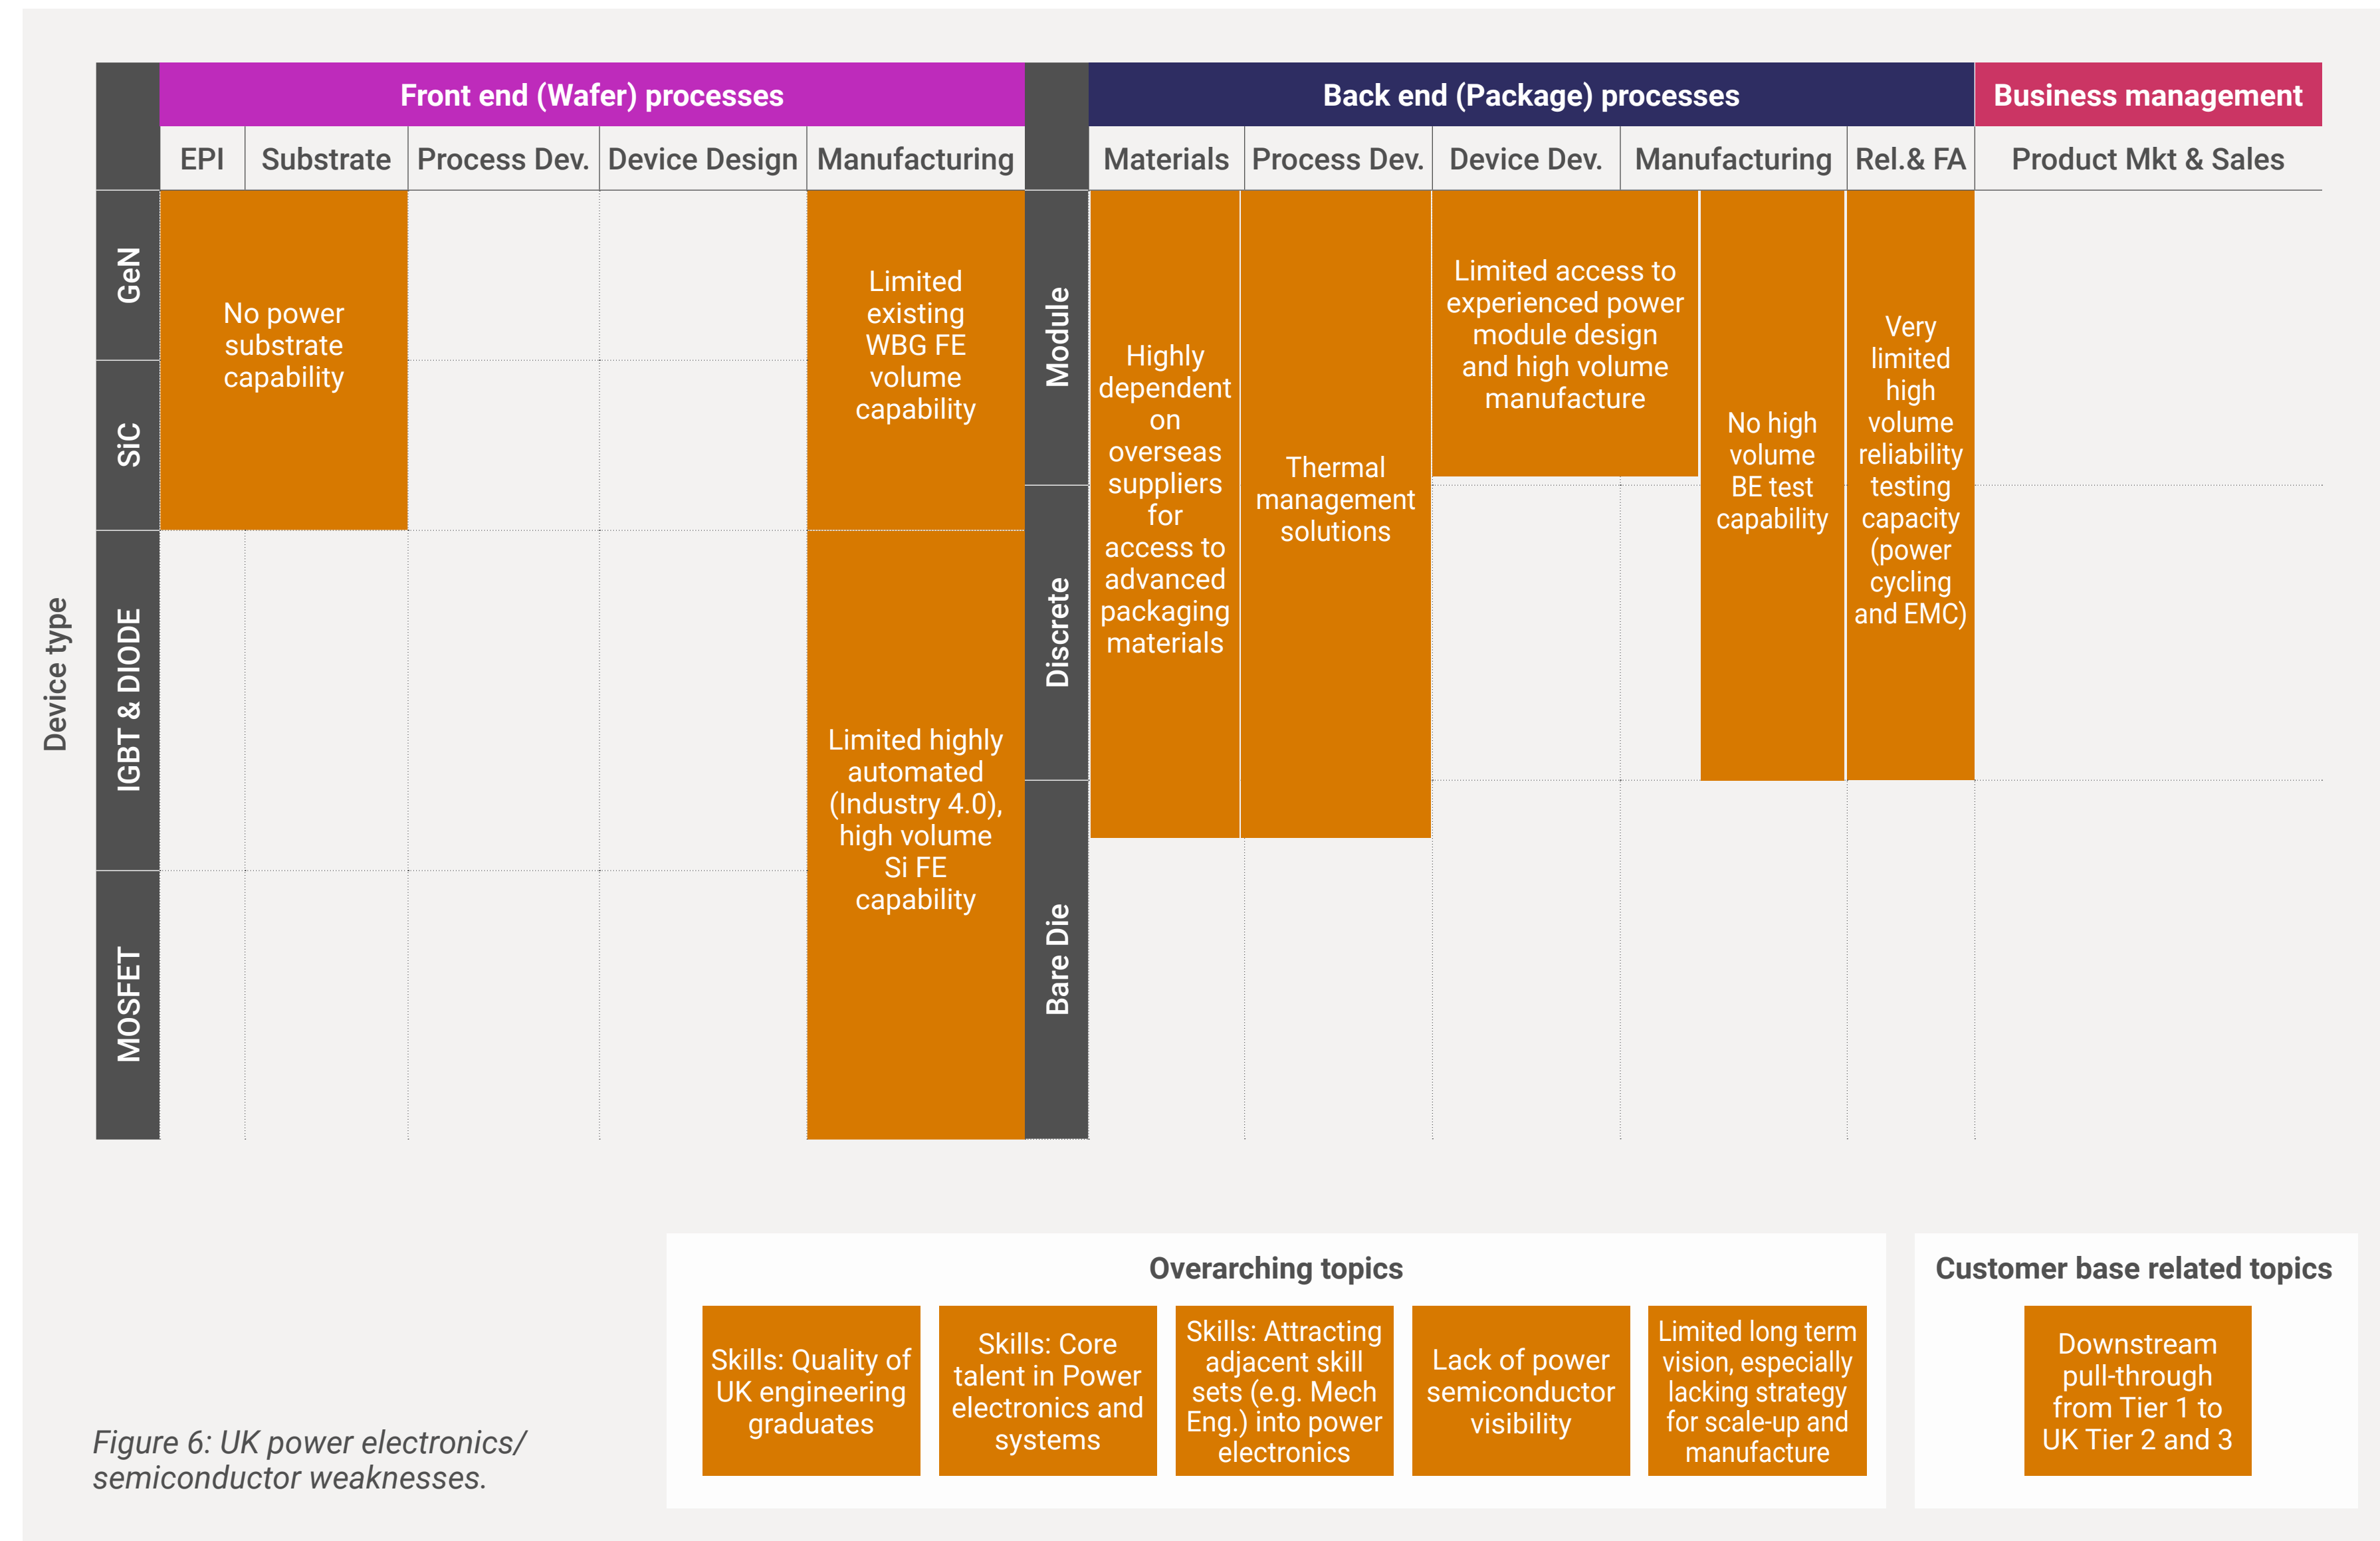 Front end (Wafer) processes
Back end (Package) processes
Business management
EPI
Substrate
Process Dev.
Device Design
Manufacturing
Materials
Process Dev.
Device Dev.
Manufacturing
Rel.& FA
Product Mkt & Sales
Device type
GeN
SiC
IGBT & DIODE
MOSFET
No power
substrate
capability
Limited
existing
WBG FE
volume
capability
Limited highly
automated
(Industry 4.0),
high volume
Si FE
capability
Module
Discrete
Bare Die
Highly
dependent
on
overseas
suppliers
for
access to
advanced
packaging
materials
Thermal
management
solutions
Limited access to
experienced power
module design
and high volume
manufacture
No high
volume
BE test
capability
Very
limited
high
volume
reliability
testing
capacity
(power
cycling
and EMC)
Overarching topics
Skills: Quality of
UK engineering
graduates
Skills: Core
talent in Power
electronics and
systems
Skills: Attracting
adjacent skill
sets (e.g. Mech
Eng.) into power
electronics
Lack of power
semiconductor
visibility
Limited long term
vision, especially
lacking strategy
for scale-up and
manufacture
Customer base related topics
Downstream
pull-through
from Tier 1 to
UK Tier 2 and 3
Figure 6: UK power electronics/
semiconductor weaknesses.